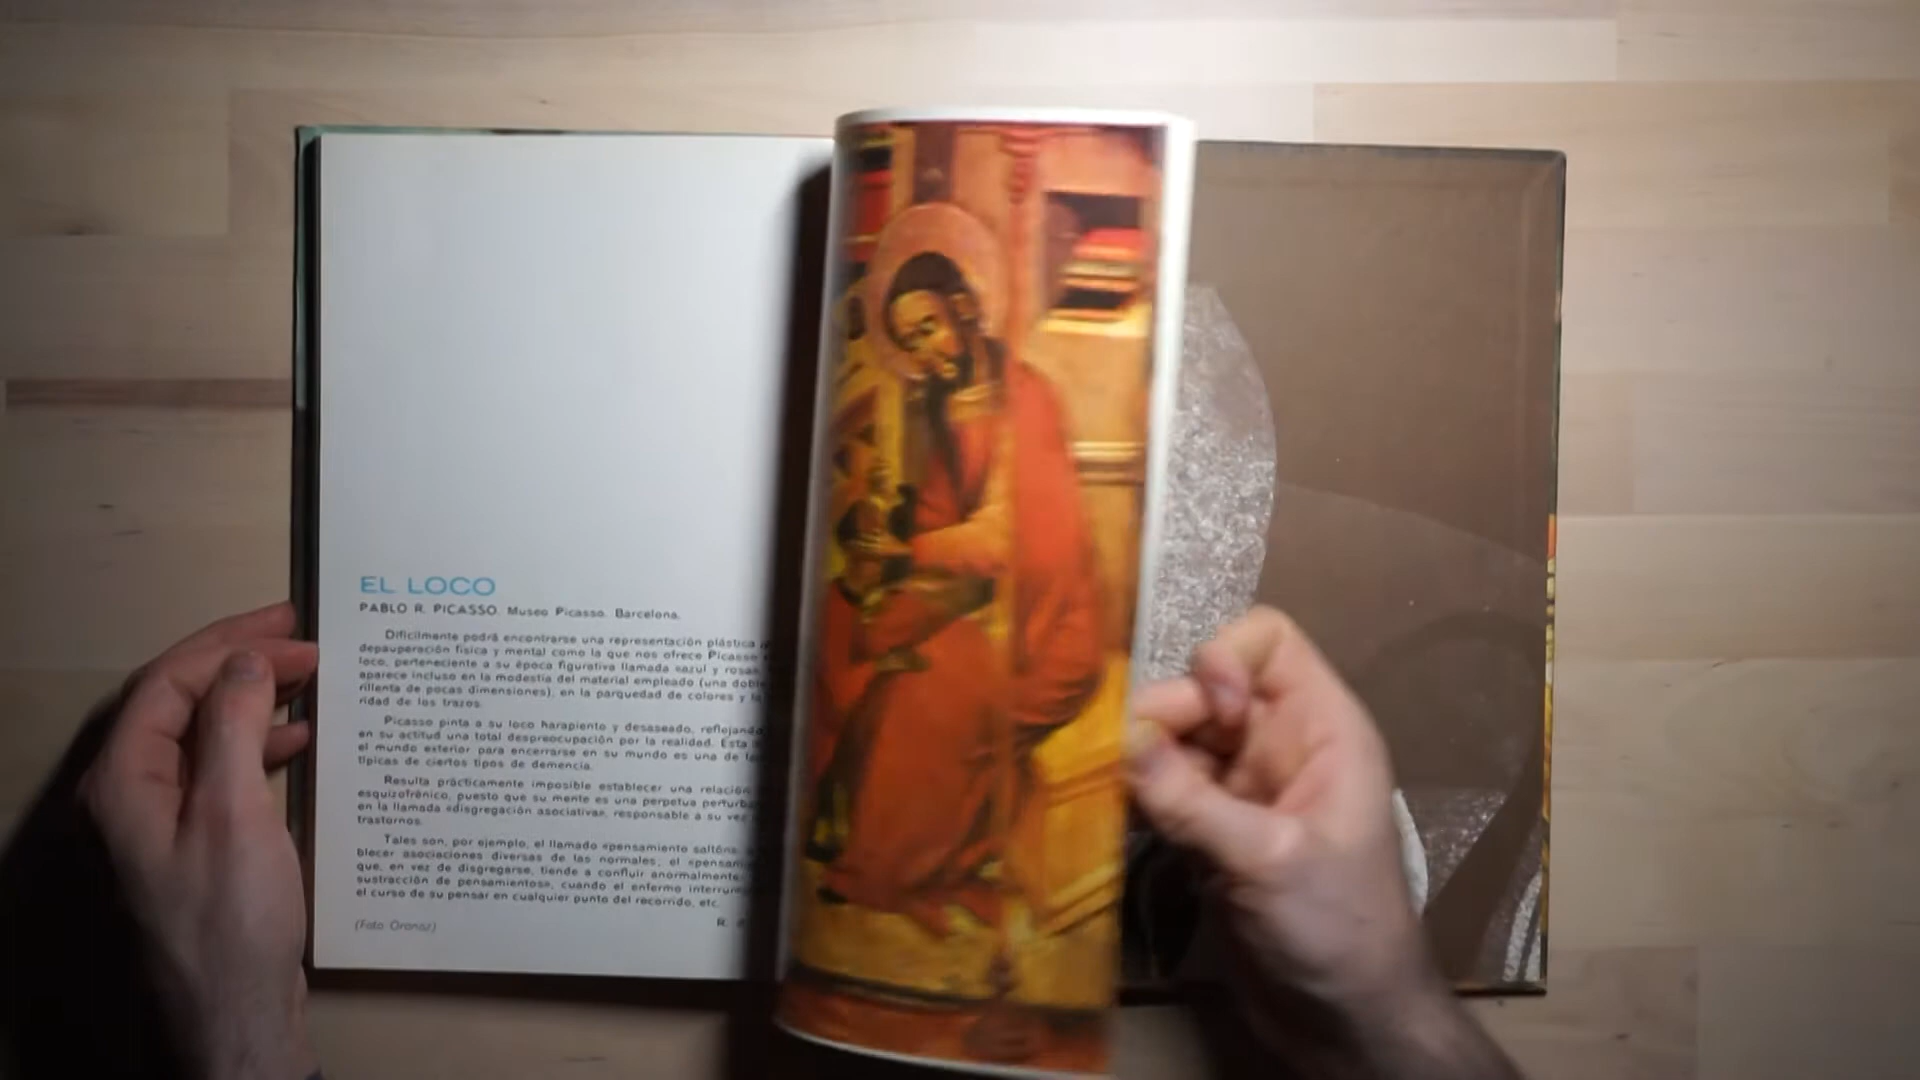 EL LOCO
PABLO R. PICASSO. Museo Picasso. Barcelona.
Difícilmente podrá encontrarse una representación plástica
depauperación física y mental como la que nos ofrece Picasso
loco, perteneciente a su época figurativa llamada «azul y rosa»
aparece incluso en la modestia del material empleado (una doble
rillenta de pocas dimensiones), en la parquedad de colores y la
ridad de los trazos.
Picasso pinta a su loco harapiento y desaseado, reflejando
en su actitud una total despreocupación por la realidad. Esta
el mundo exterior para encerrarse en su mundo es una de las
típicas de ciertos tipos de demencia.
Resulta prácticamente imposible establecer una relación
esquizofrénico, puesto que su mente es una perpetua perturba
en la llamada «disgregación asociativa», responsable a su vez
trastornos.
Tales son, por ejemplo, el llamado «pensamiento saltón»,
blecer asociaciones diversas de las normales, el «pensami
que, en vez de disgregarse, tiende a confluir anormalmente,
sustracción de pensamientos», cuando el enfermo interrum
el curso de su pensar en cualquier punto del recorrido, etc.
R.
(Foto Oronoz)